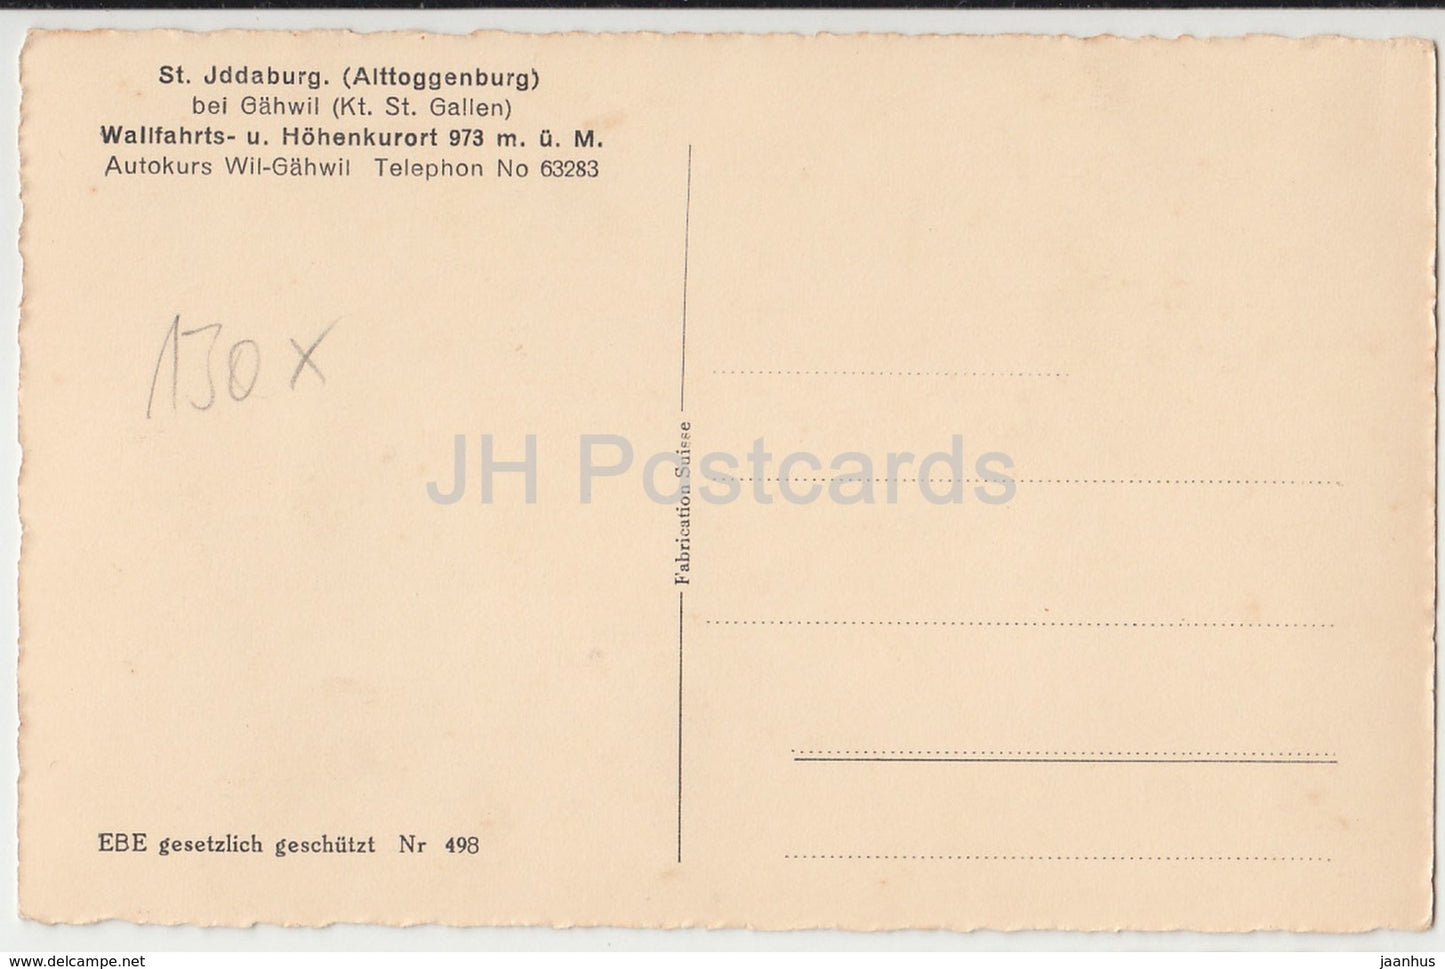 St. Jddaburg. (Alttoggenburg)
bei Gähwil (Kt. St. Gallen)
Wallfahrts- u. Höhenkurort 973 m. ü. M.
Autokurs Wil-Gähwil Telephon No 63283
130 x
JH Postcards
Fabrication Suisse
EBE gesetzlich geschützt Nr 498
www.delcampe.net
jaanhus